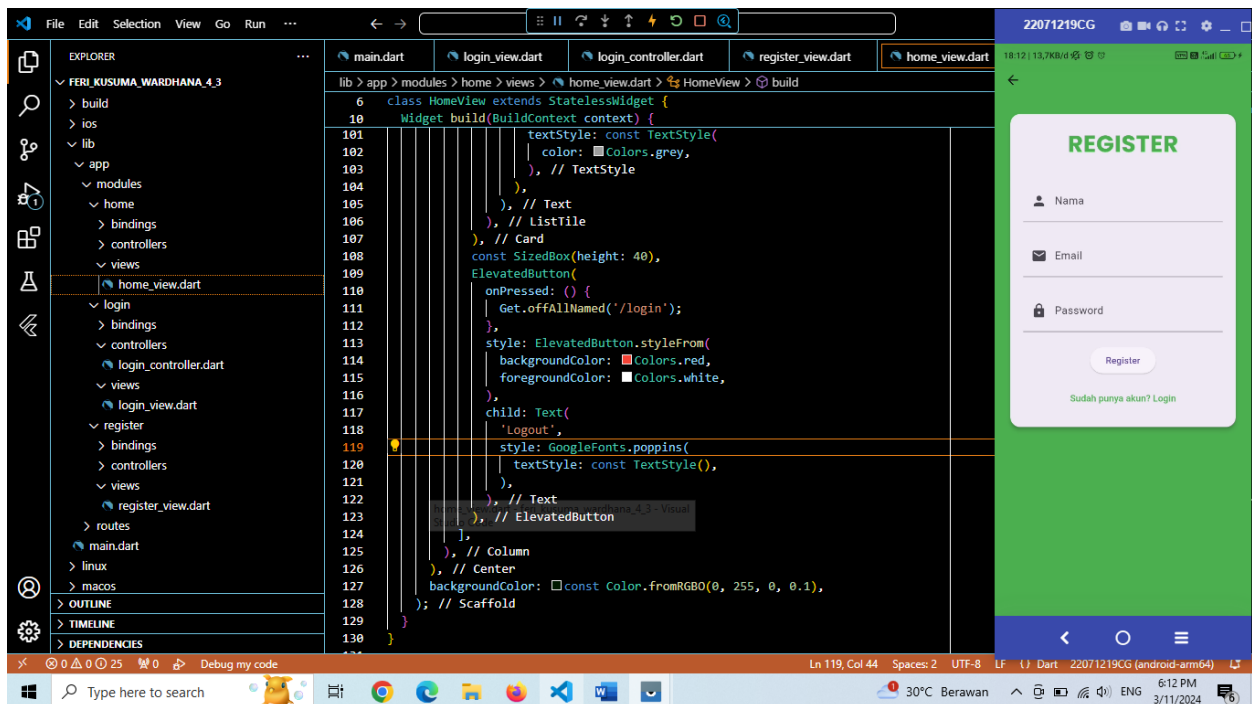 File Edit Selection View Go Run ···
22071219CG
EXPLORER ···
FERI_KUSUMA_WARDHANA_4_3
build
ios
lib
app
modules
home
bindings
controllers
views
home_view.dart
login
bindings
controllers
login_controller.dart
views
login_view.dart
register
bindings
controllers
views
register_view.dart
routes
main.dart
linux
macos
OUTLINE
TIMELINE
DEPENDENCIES
1
main.dart login_view.dart login_controller.dart register_view.dart home_view.dart
lib > app > modules > home > views > home_view.dart > HomeView > build
6 class HomeView extends StatelessWidget {
10 Widget build(BuildContext context) {
101 textStyle: const TextStyle(
102 color: Colors.grey,
103 ), // TextStyle
104 ),
105 ), // Text
106 ), // ListTile
107 ), // Card
108 const SizedBox(height: 40),
109 ElevatedButton(
110 onPressed: () {
111 Get.offAllNamed('/login');
112 },
113 style: ElevatedButton.styleFrom(
114 backgroundColor: Colors.red,
115 foregroundColor: Colors.white,
116 ),
117 child: Text(
118 'Logout',
119 style: GoogleFonts.poppins(
120 textStyle: const TextStyle(),
121 ),
122 ), // Text
123 ), // ElevatedButton
124 ],
125 ), // Column
126 ), // Center
127 backgroundColor: const Color.fromRGBO(0, 255, 0, 0.1),
128 ); // Scaffold
129 }
130 }
home_view.dart - feri_kusuma_wardhana_4_3 - Visual
18:12 | 13,7KB/d
REGISTER
Nama
Email
Password
Register
Sudah punya akun? Login
0 0 25 0 Debug my code
Ln 119, Col 44 Spaces: 2 UTF-8 LF Dart 22071219CG (android-arm64)
Type here to search
30°C Berawan
ENG
6:12 PM
3/11/2024
6